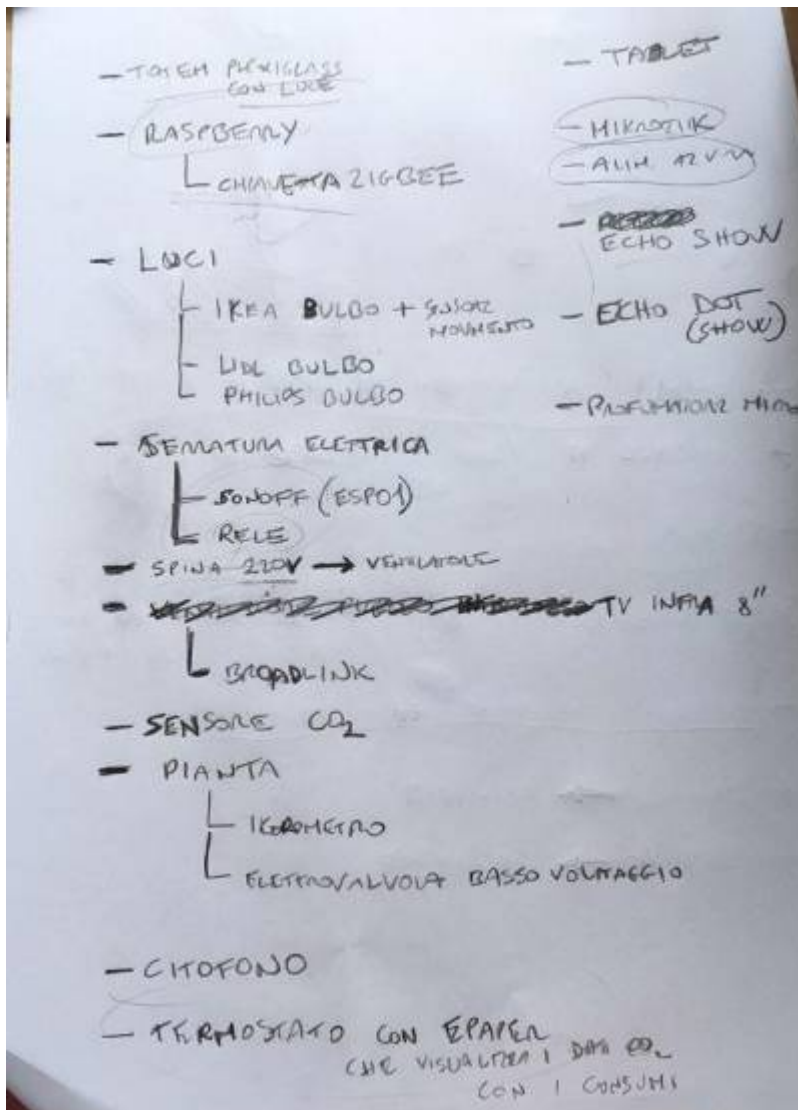 - TOTEM PLEXIGLASS
CON LUCE
- RASPBERRY
CHIAVETTA ZIGBEE
- LUCI
- IKEA BULBO + SENSORE
MOVIMENTO
- LIDL BULBO
PHILIPS BULBO
- SERRATURA ELETTRICA
- SONOFF (ESP01)
RELE
- SPINA 220V → VENTILATORE
- TV INFRA 8"
BROADLINK
- SENSORE CO2
- PIANTA
IGROMETRO
ELETTROVALVOLA BASSO VOLTAGGIO
- CITOFONO
- TERMOSTATO CON EPAPER
CHE VISUALIZZA I DATI CO2
CON I CONSUMI
- TABLET
- MIKROTIK
- ALIM 12V
- ECHO SHOW
- ECHO DOT
(SHOW)
- PROFUMATORE